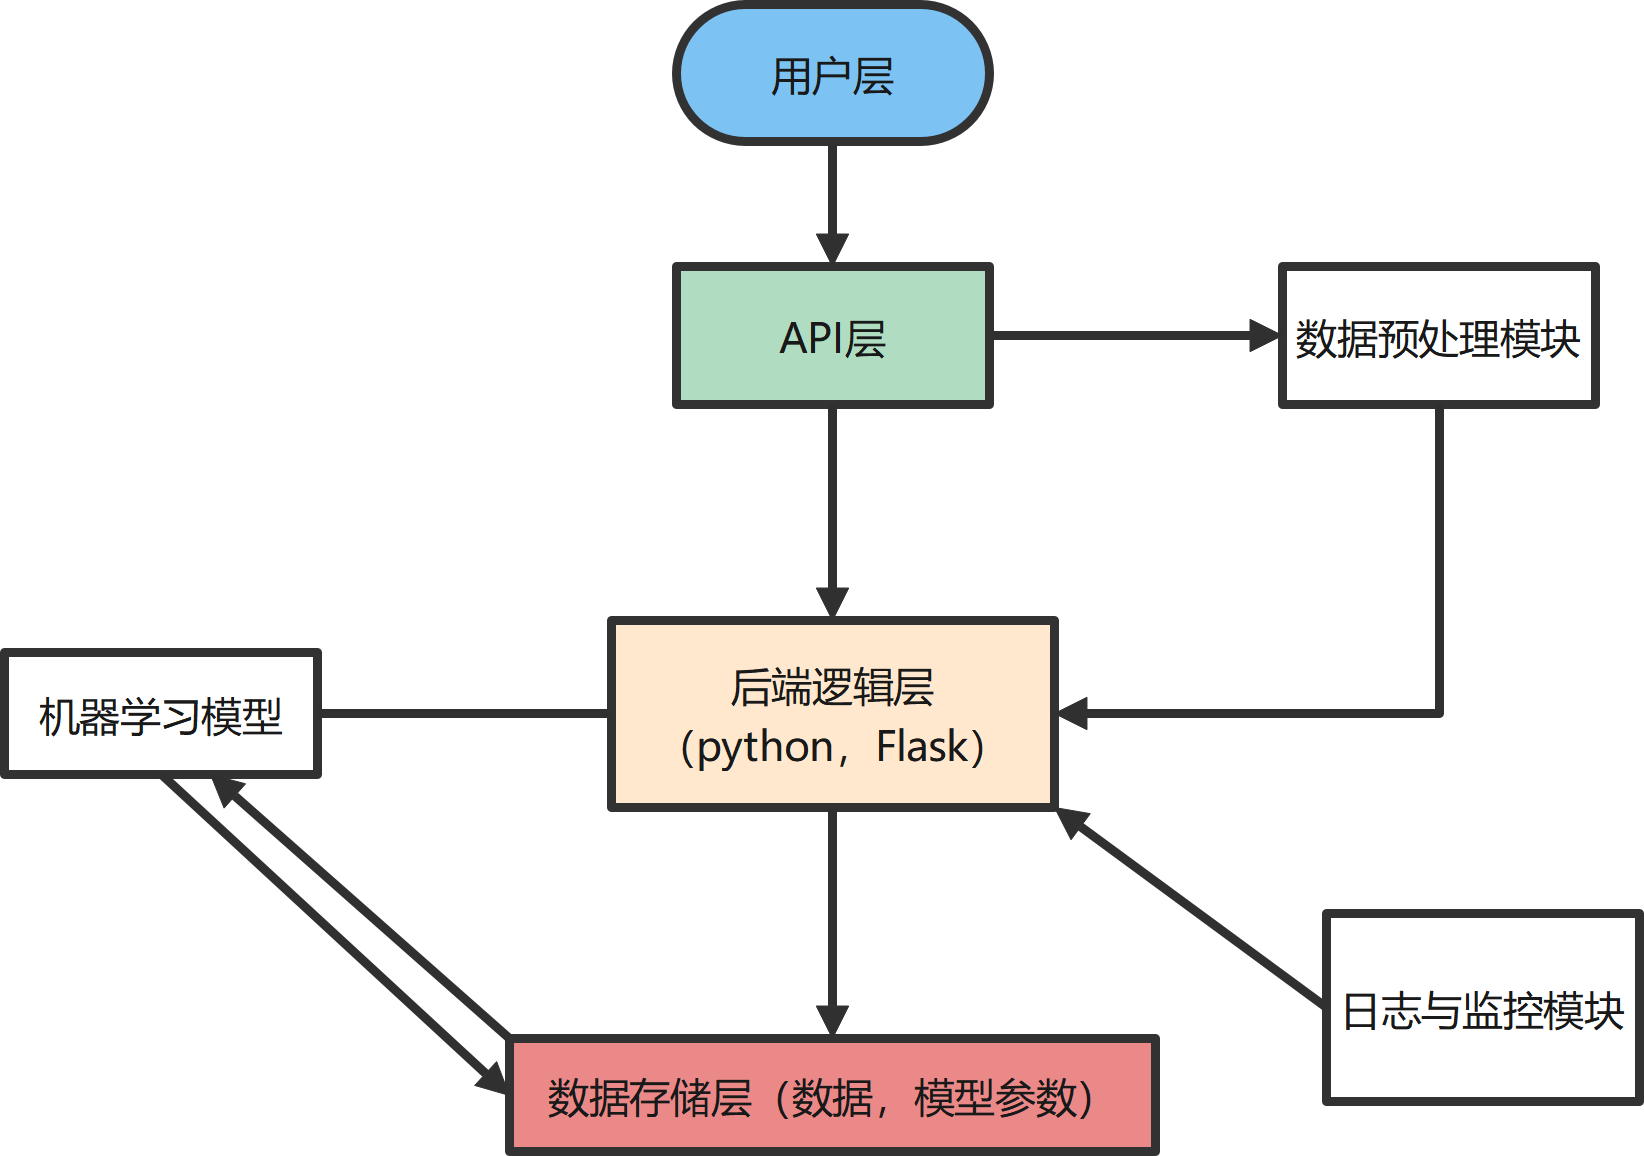 用户层
API层
数据预处理模块
后端逻辑层
（python，Flask）
机器学习模型
日志与监控模块
数据存储层（数据，模型参数）